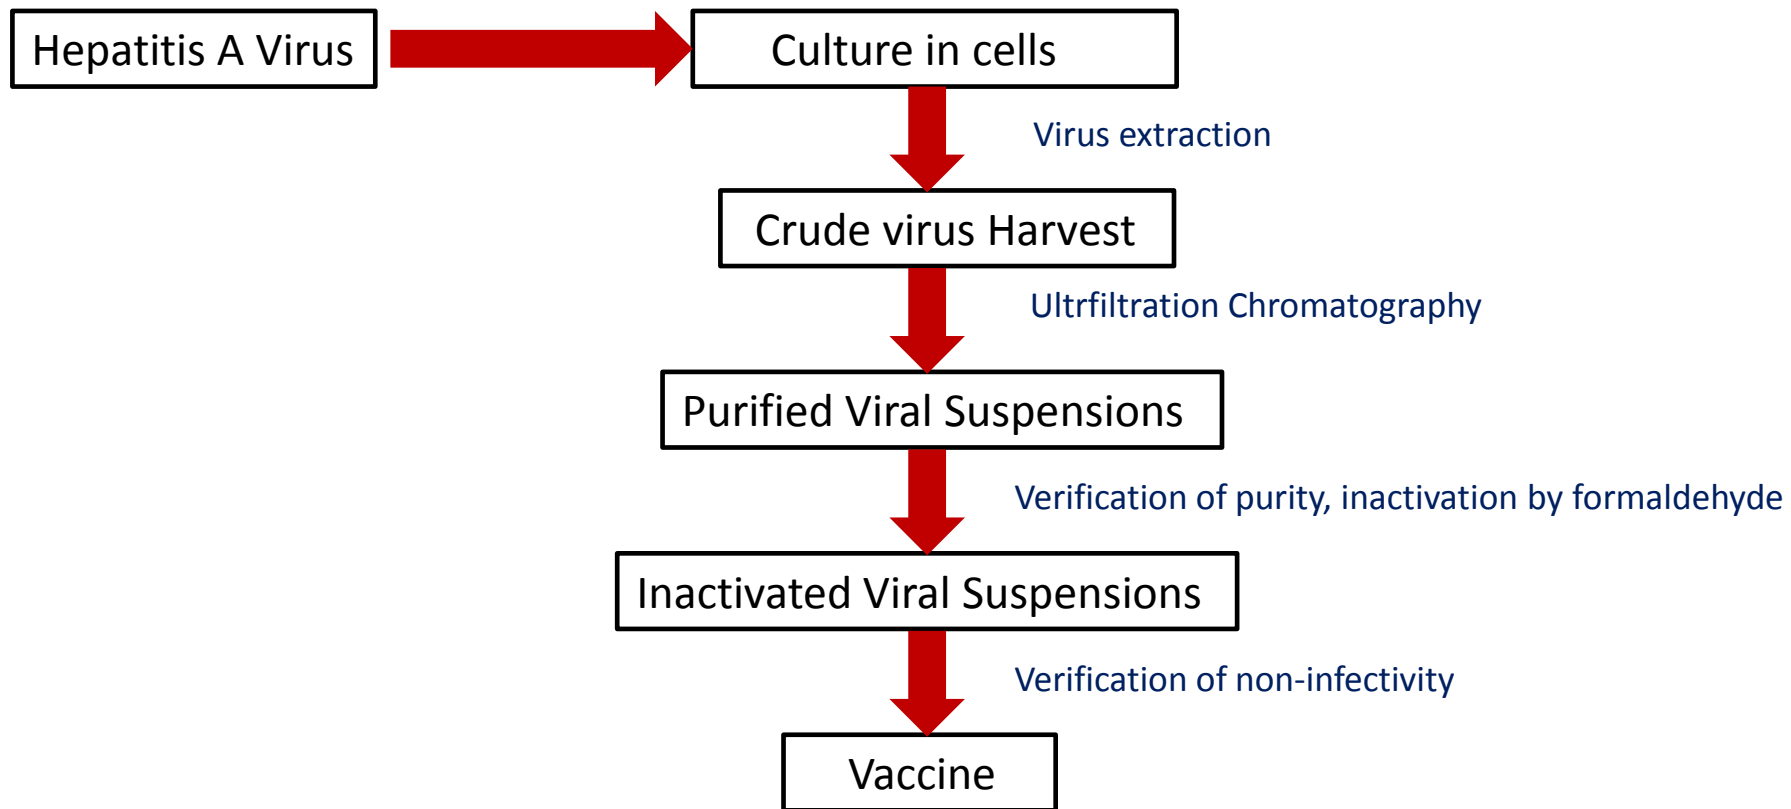 Hepatitis A Virus
Culture in cells
Virus extraction
Crude virus Harvest
Ultrfiltration Chromatography
Purified Viral Suspensions
Verification of purity, inactivation by formaldehyde
Inactivated Viral Suspensions
Verification of non-infectivity
Vaccine